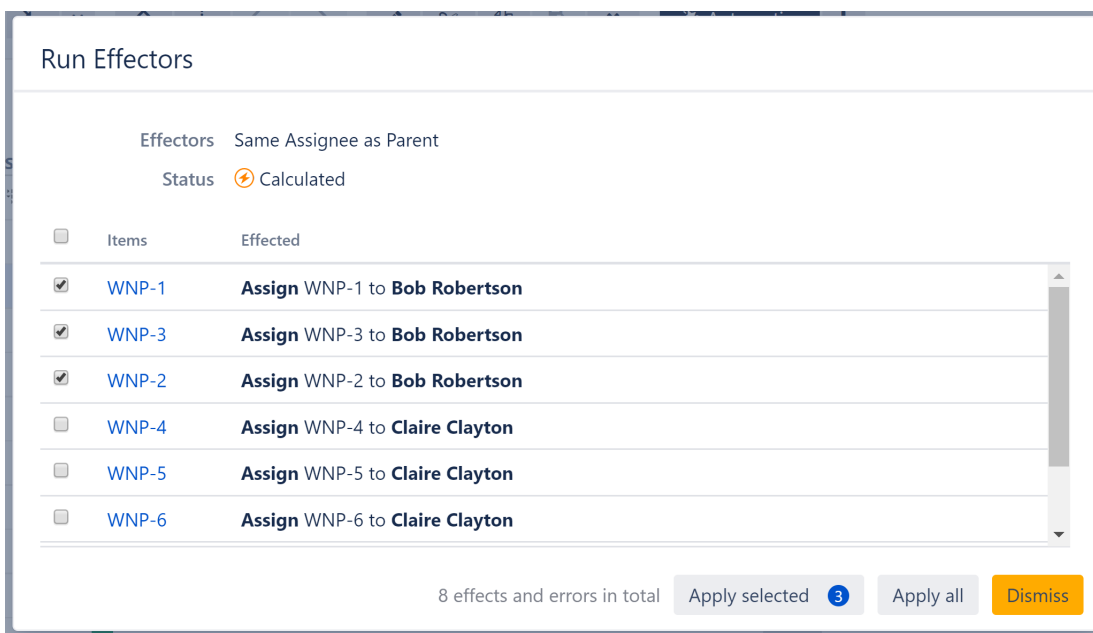 Run Effectors
Effectors Same Assignee as Parent
Status Calculated
Items Effected
WNP-1 Assign WNP-1 to Bob Robertson
WNP-3 Assign WNP-3 to Bob Robertson
WNP-2 Assign WNP-2 to Bob Robertson
WNP-4 Assign WNP-4 to Claire Clayton
WNP-5 Assign WNP-5 to Claire Clayton
WNP-6 Assign WNP-6 to Claire Clayton
8 effects and errors in total Apply selected 3 Apply all Dismiss